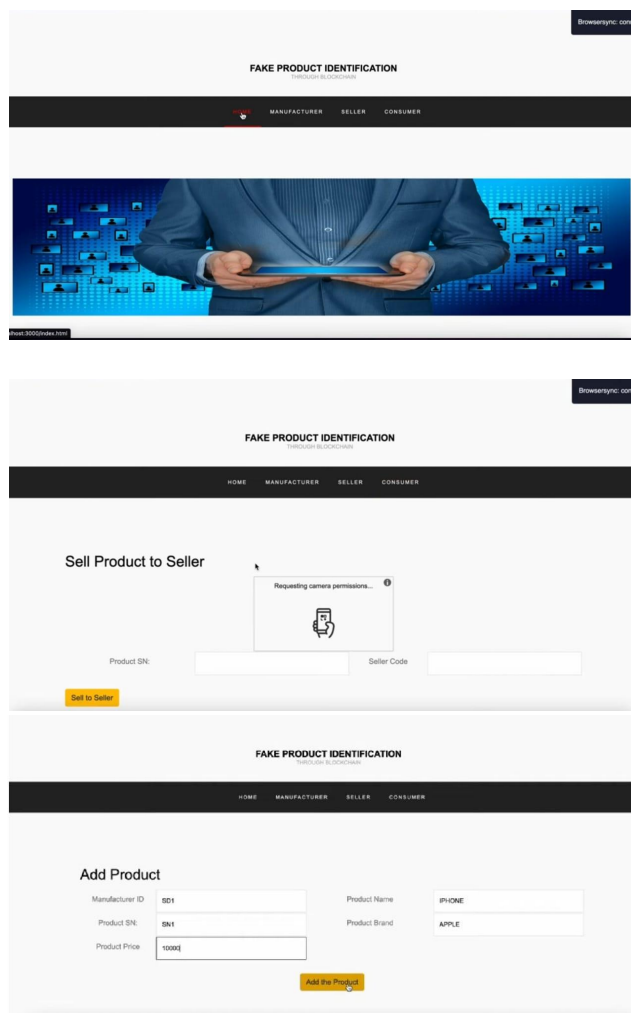 Browsersync: con
FAKE PRODUCT IDENTIFICATION
THROUGH BLOCKCHAIN
HOME MANUFACTURER SELLER CONSUMER
lhost:3000/index.html
Browsersync: con
FAKE PRODUCT IDENTIFICATION
THROUGH BLOCKCHAIN
HOME MANUFACTURER SELLER CONSUMER
Sell Product to Seller
Requesting camera permissions...
Product SN: Seller Code
Sell to Seller
FAKE PRODUCT IDENTIFICATION
THROUGH BLOCKCHAIN
HOME MANUFACTURER SELLER CONSUMER
Add Product
Manufacturer ID SD1 Product Name IPHONE
Product SN: SN1 Product Brand APPLE
Product Price 10000
Add the Product